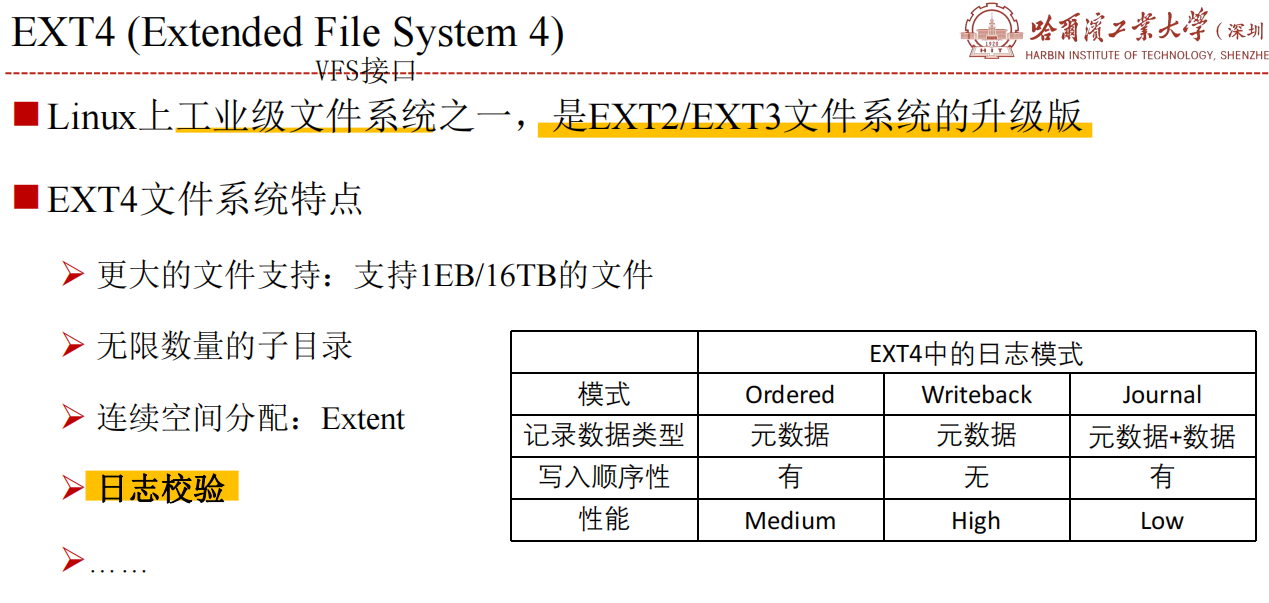 EXT4 (Extended File System 4)
哈尔滨工业大学（深圳
HARBIN INSTITUTE OF TECHNOLOGY, SHENZHE
1920
HIT
VFS接口
Linux上工业级文件系统之一，是EXT2/EXT3文件系统的升级版
EXT4文件系统特点
更大的文件支持：支持1EB/16TB的文件
无限数量的子目录
连续空间分配：Extent
日志校验
……
EXT4中的日志模式
模式 Ordered Writeback Journal
记录数据类型 元数据 元数据 元数据+数据
写入顺序性 有 无 有
性能 Medium High Low